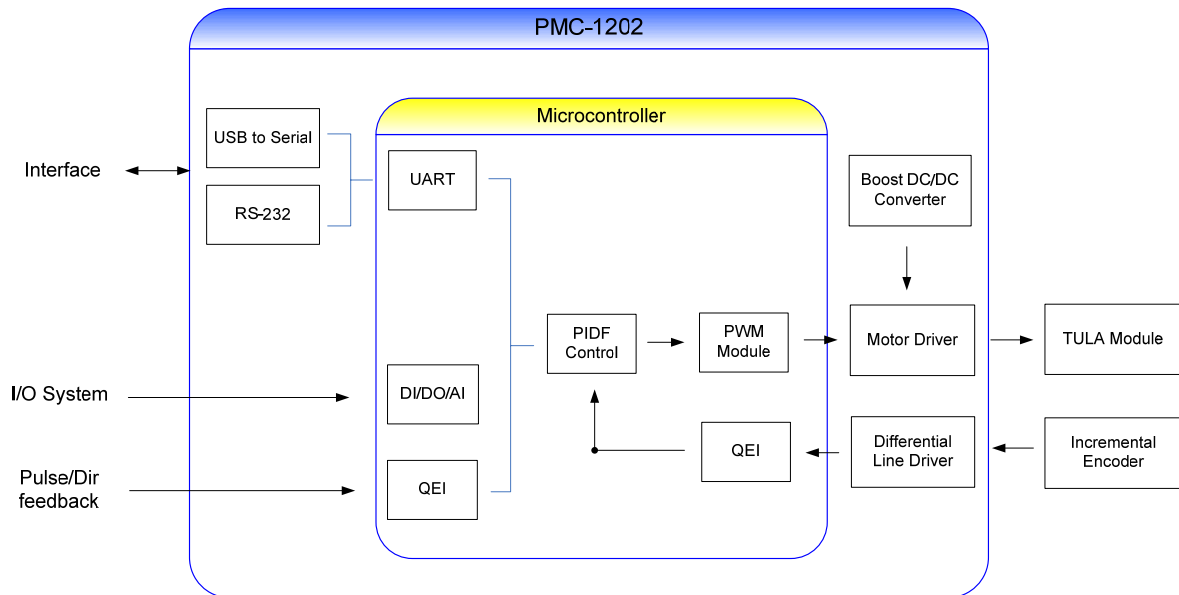 PMC-1202
Microcontroller
USB to Serial
Interface
UART
Boost DC/DC
Converter
RS-232
PIDF
Control
PWM
Module
Motor Driver
TULA Module
I/O System
DI/DO/AI
QEI
Differential
Line Driver
Incremental
Encoder
Pulse/Dir
feedback
QEI